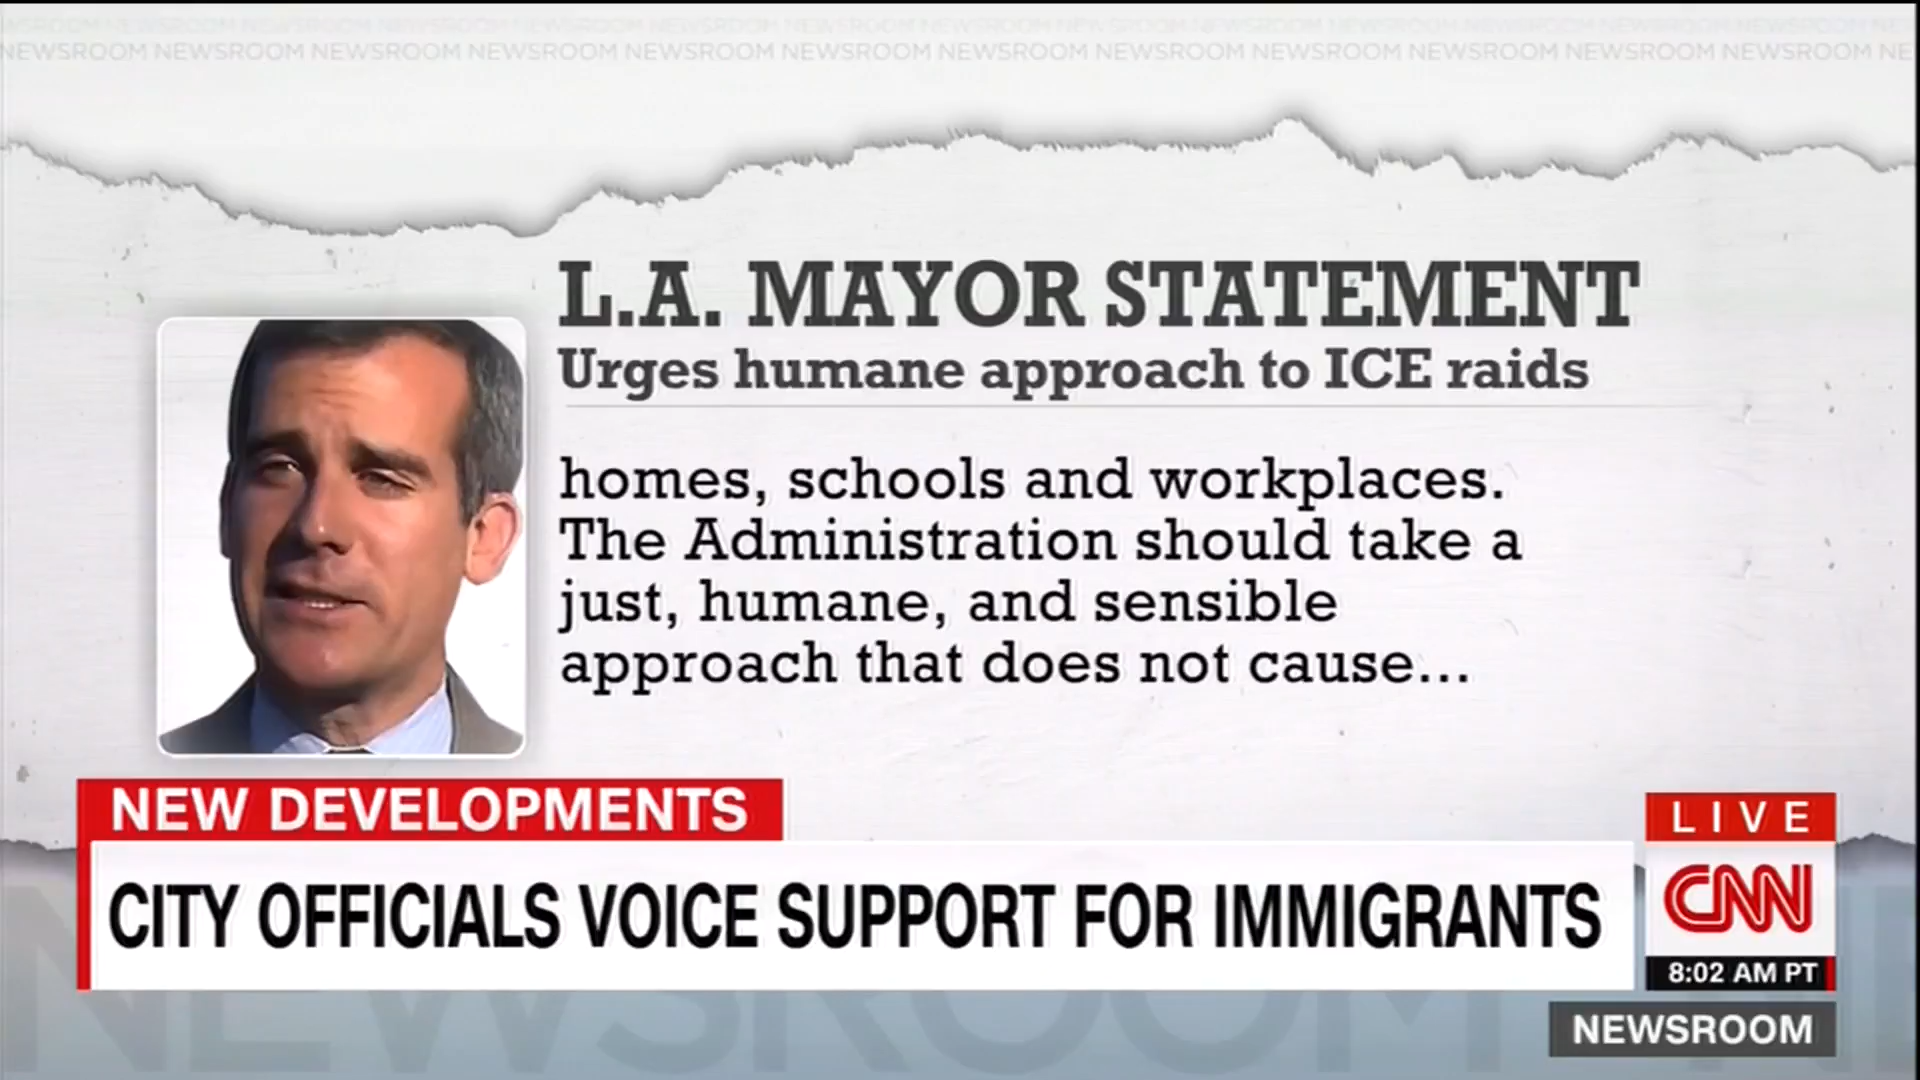 NEWSROOM NEWSROOM NEWSROOM NEWSROOM NEWSROOM NEWSROOM NEWSROOM NEWSROOM NEWSROOM NEWSROOM NEWSROOM NEWSROOM NE
L.A. MAYOR STATEMENT
Urges humane approach to ICE raids
homes, schools and workplaces.
The Administration should take a
just, humane, and sensible
approach that does not cause...
NEW DEVELOPMENTS
CITY OFFICIALS VOICE SUPPORT FOR IMMIGRANTS
LIVE
CNN
8:02 AM PT
NEWSROOM
NEWSROOM